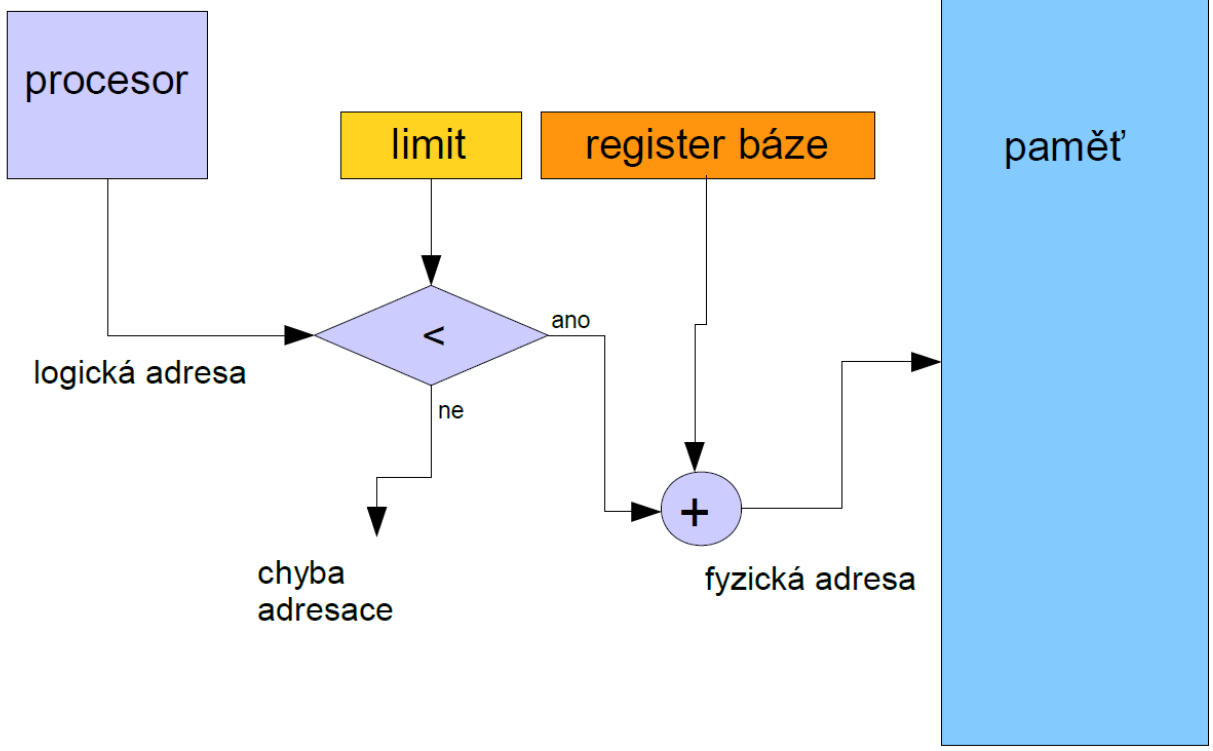 procesor
limit
register báze
paměť
<
ano
logická adresa
ne
+
chyba
adresace
fyzická adresa